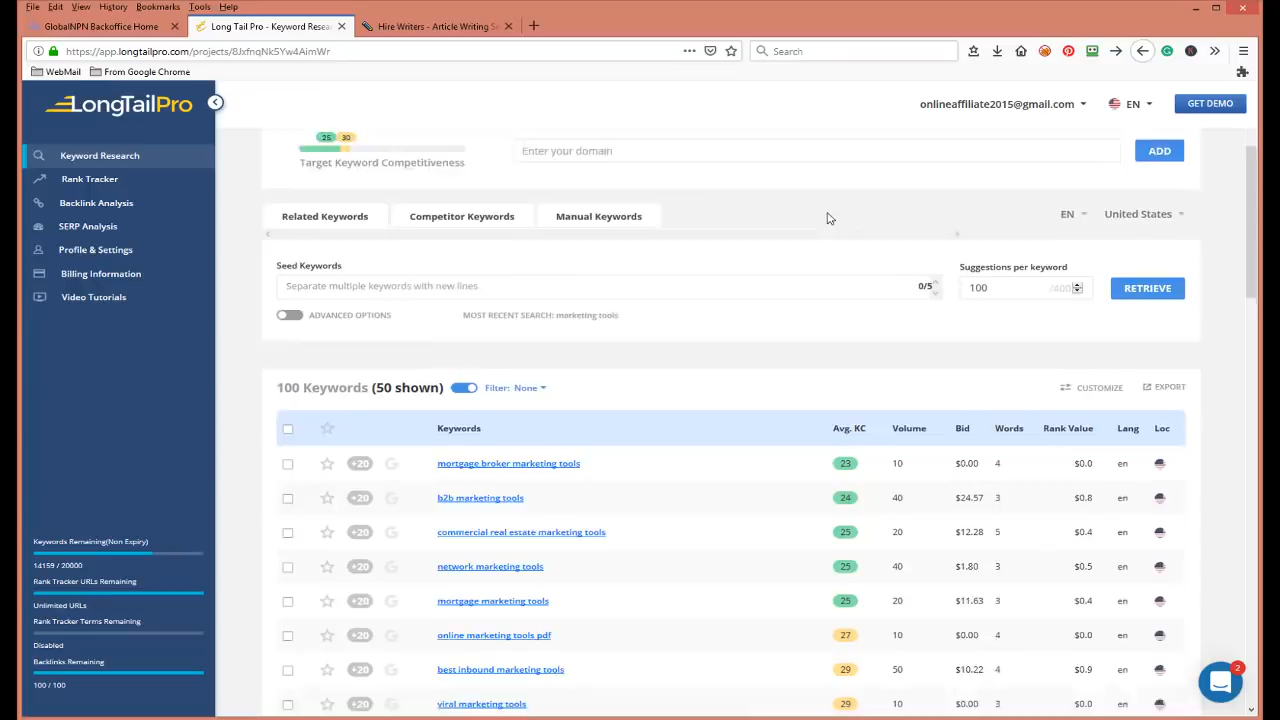 File Edit View History Bookmarks Tools Help
GlobalNPN Backoffice Home
Long Tail Pro - Keyword Resea
Hire Writers - Article Writing Se
https://app.longtailpro.com/projects/8JxfnqNk5Yw4AimWr
Search
WebMail
From Google Chrome
LongTailPro
onlineaffiliate2015@gmail.com
EN
GET DEMO
Keyword Research
Rank Tracker
Backlink Analysis
SERP Analysis
Profile & Settings
Billing Information
Video Tutorials
Keywords Remaining(Non Expiry)
14159 / 20000
Rank Tracker URLs Remaining
Unlimited URLs
Rank Tracker Terms Remaining
Disabled
Backlinks Remaining
100 / 100
25 30
Target Keyword Competitiveness
Enter your domain
ADD
Related Keywords Competitor Keywords Manual Keywords
EN United States
Seed Keywords
Separate multiple keywords with new lines
0/5
Suggestions per keyword
100 /400
RETRIEVE
ADVANCED OPTIONS
MOST RECENT SEARCH: marketing tools
100 Keywords (50 shown)
Filter: None
CUSTOMIZE
EXPORT
Keywords Avg. KC Volume Bid Words Rank Value Lang Loc
+20 G mortgage broker marketing tools 23 10 $0.00 4 $0.0 en
+20 G b2b marketing tools 24 40 $24.57 3 $0.8 en
+20 G commercial real estate marketing tools 25 20 $12.28 5 $0.4 en
+20 G network marketing tools 25 40 $1.80 3 $0.5 en
+20 G mortgage marketing tools 25 20 $11.63 3 $0.4 en
+20 G online marketing tools pdf 27 10 $0.00 4 $0.0 en
+20 G best inbound marketing tools 29 50 $10.22 4 $0.9 en
+20 G viral marketing tools 29 10 $0.00 3 $0.0 en
2